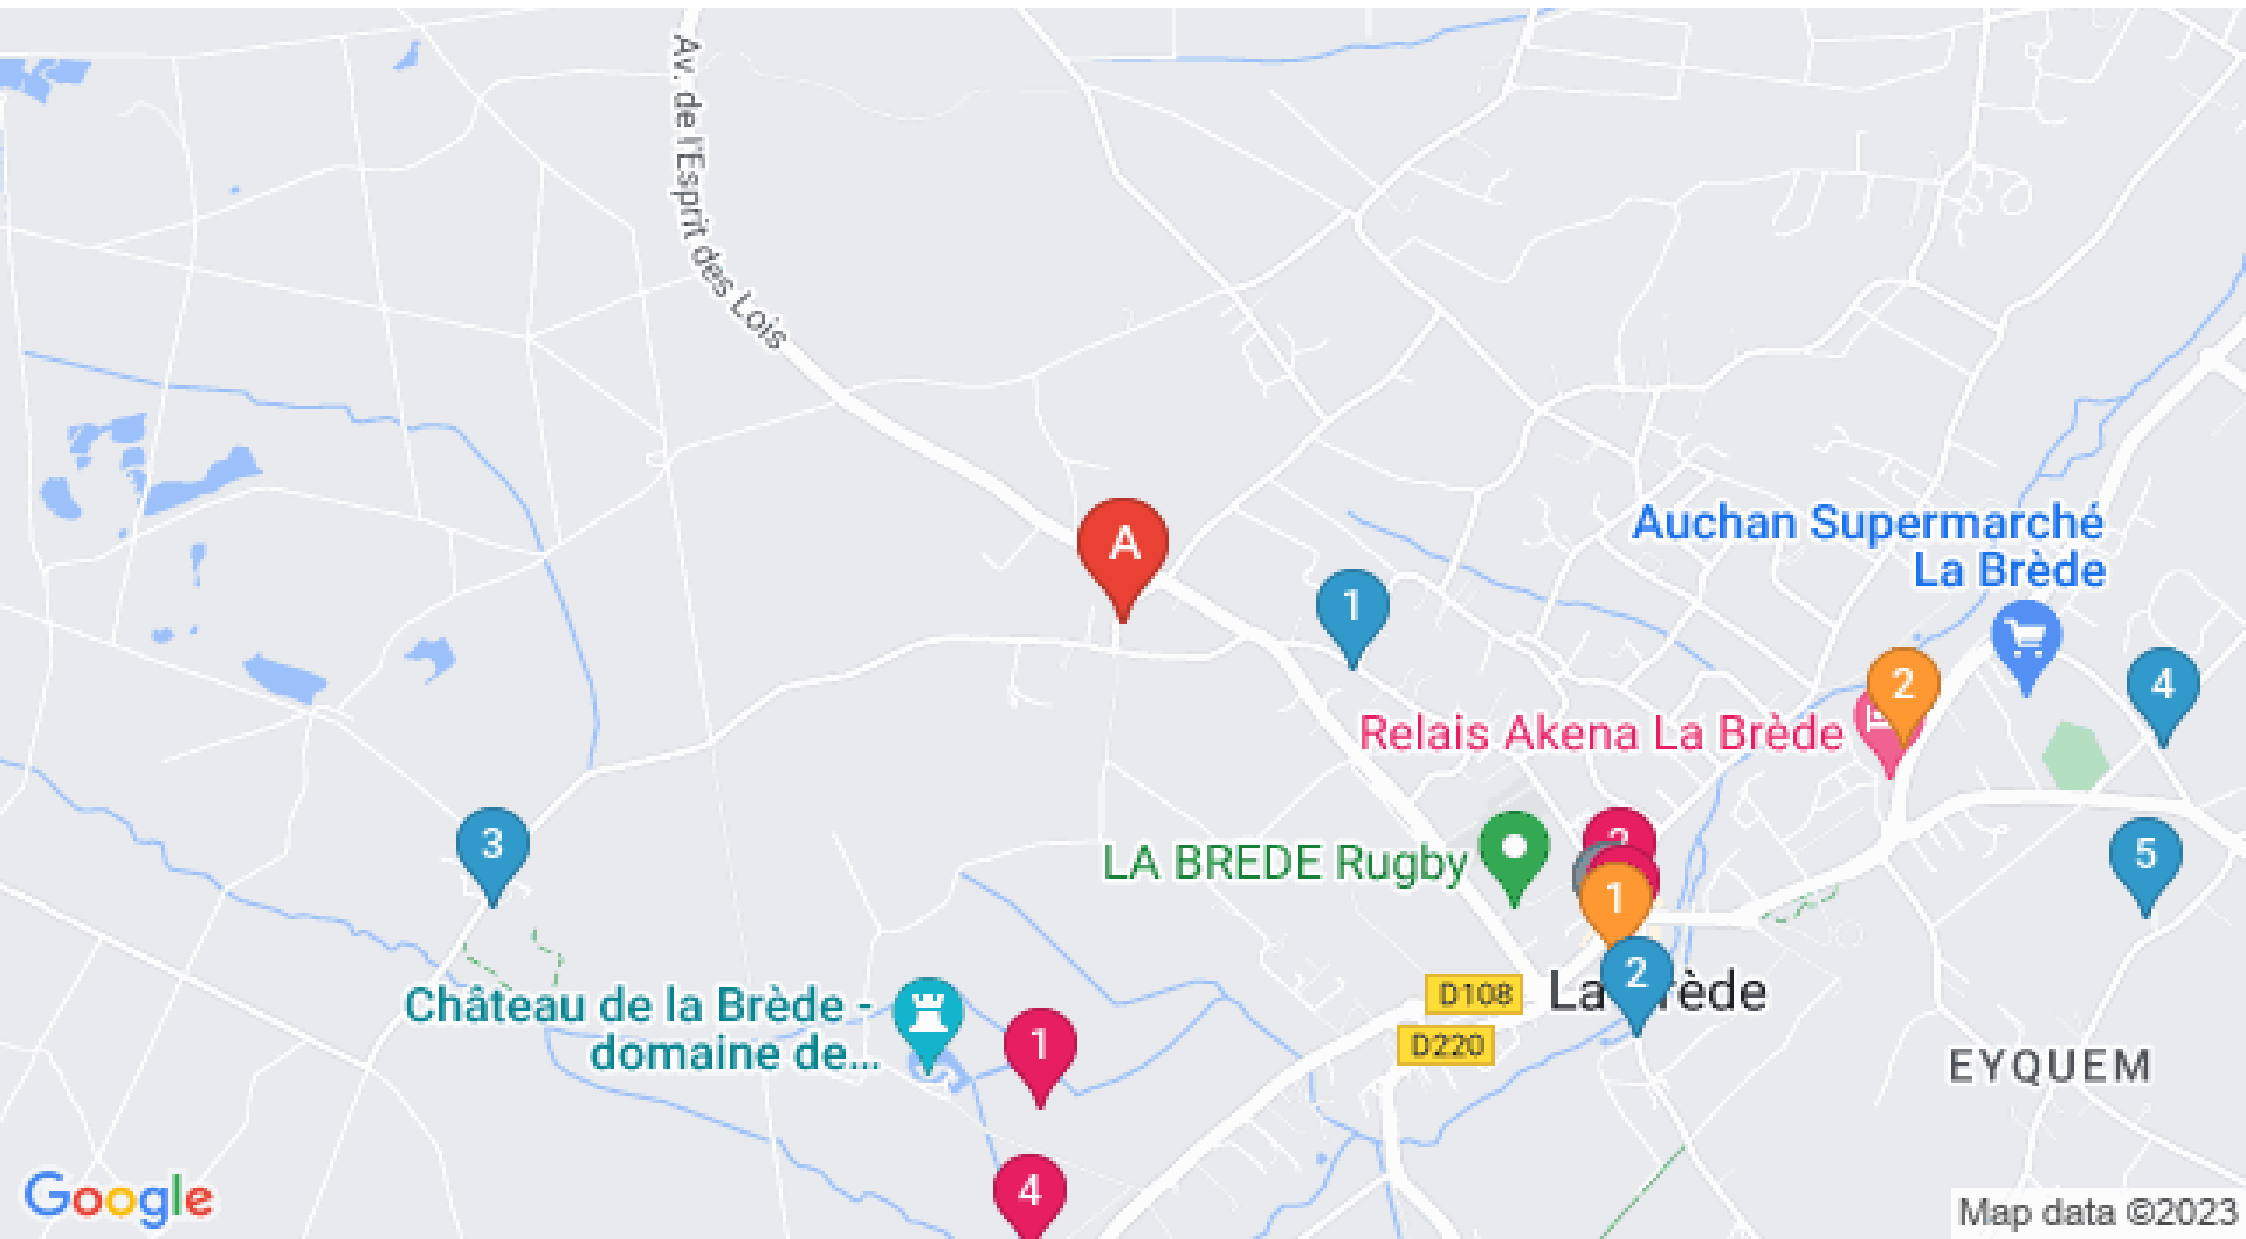 Av. de l'Esprit des Lois
A
1
Auchan Supermarché
La Brède
2
4
Relais Akena La Brède
3
LA BREDE Rugby
1
5
2
D108
D220
Château de la Brède -
domaine de...
1
EYQUEM
4
Google
Map data ©2023